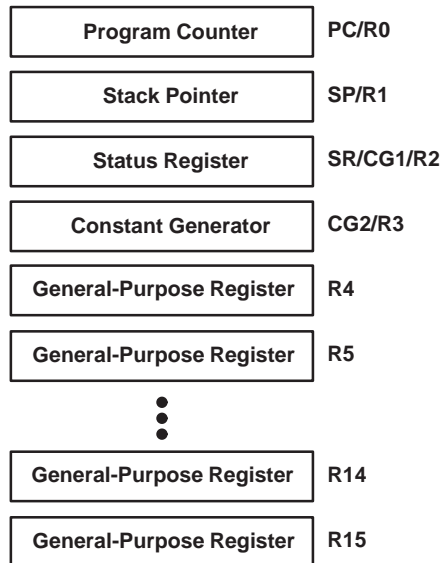 Program Counter PC/R0
Stack Pointer SP/R1
Status Register SR/CG1/R2
Constant Generator CG2/R3
General-Purpose Register R4
General-Purpose Register R5
General-Purpose Register R14
General-Purpose Register R15